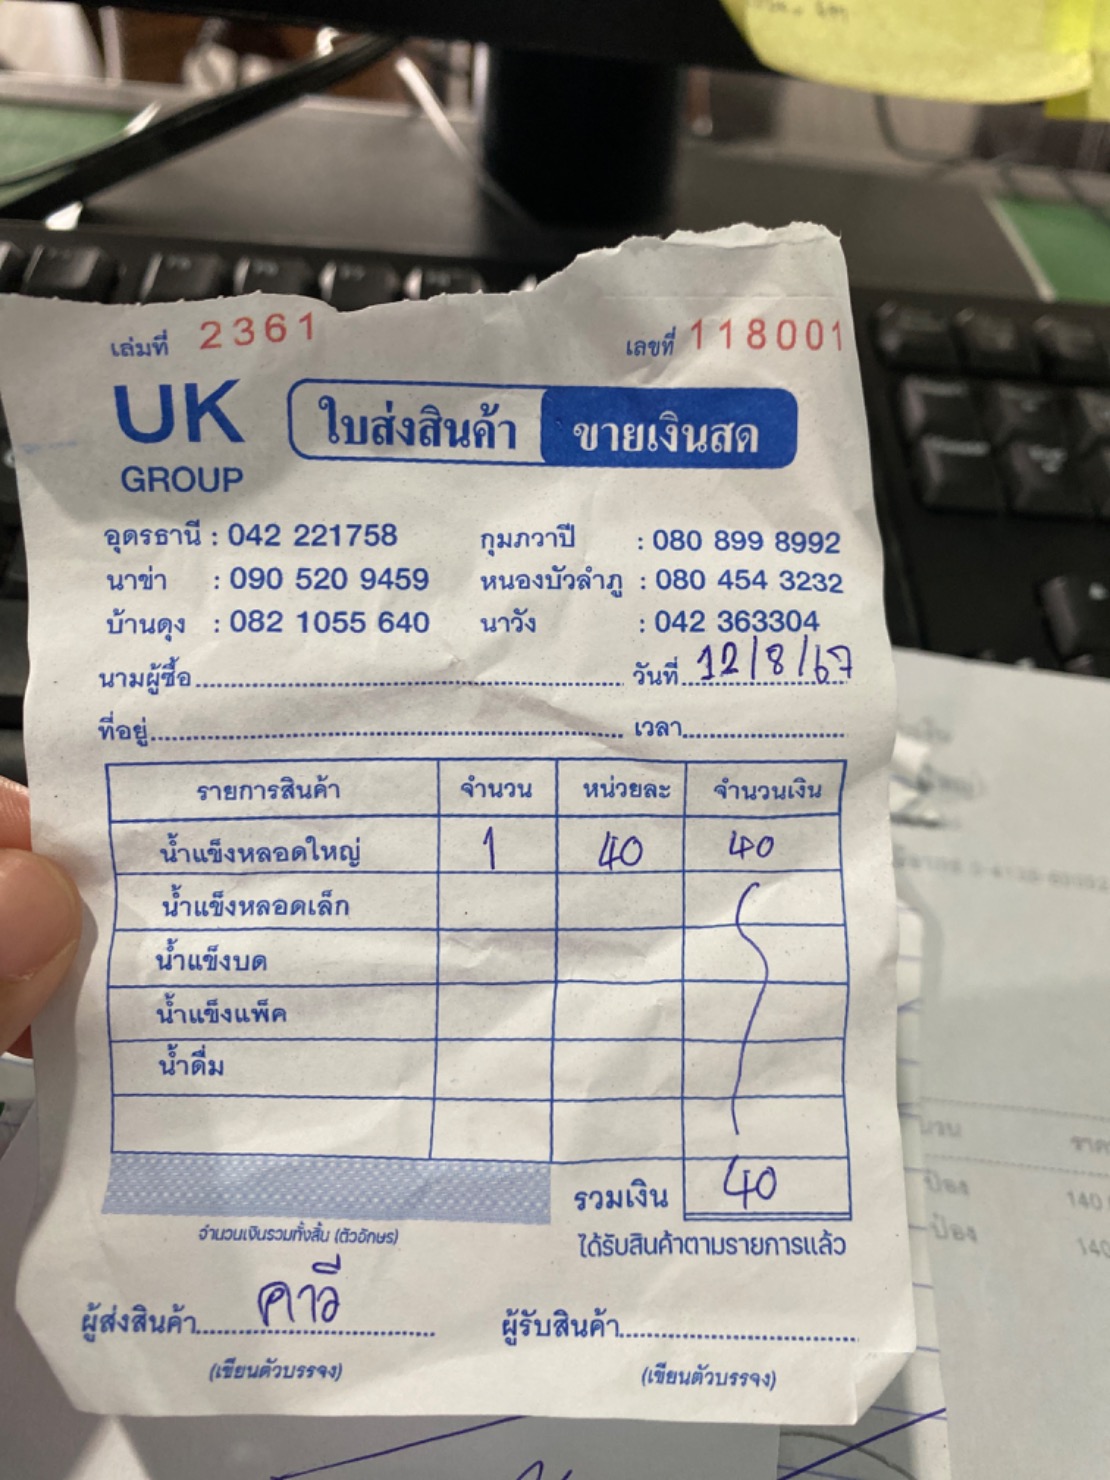 เล่มที่ 2361 เลขที่ 118001
UK
GROUP
ใบส่งสินค้า ขายเงินสด
อุดรธานี : 042 221758 กุมภวาปี : 080 899 8992
นาข่า : 090 520 9459 หนองบัวลำภู : 080 454 3232
บ้านดุง : 082 1055 640 นาวัง : 042 363304
นามผู้ซื้อ วันที่ 12/8/67
ที่อยู่ เวลา
รายการสินค้า จำนวน หน่วยละ จำนวนเงิน
น้ำแข็งหลอดใหญ่ 1 40 40
น้ำแข็งหลอดเล็ก
น้ำแข็งบด
น้ำแข็งแพ็ค
น้ำดื่ม
รวมเงิน 40
จำนวนเงินรวมทั้งสิ้น (ตัวอักษร) ได้รับสินค้าตามรายการแล้ว
ผู้ส่งสินค้า คาวี ผู้รับสินค้า
(เขียนตัวบรรจง) (เขียนตัวบรรจง)
ป๋อง 140
ป๋อง 140